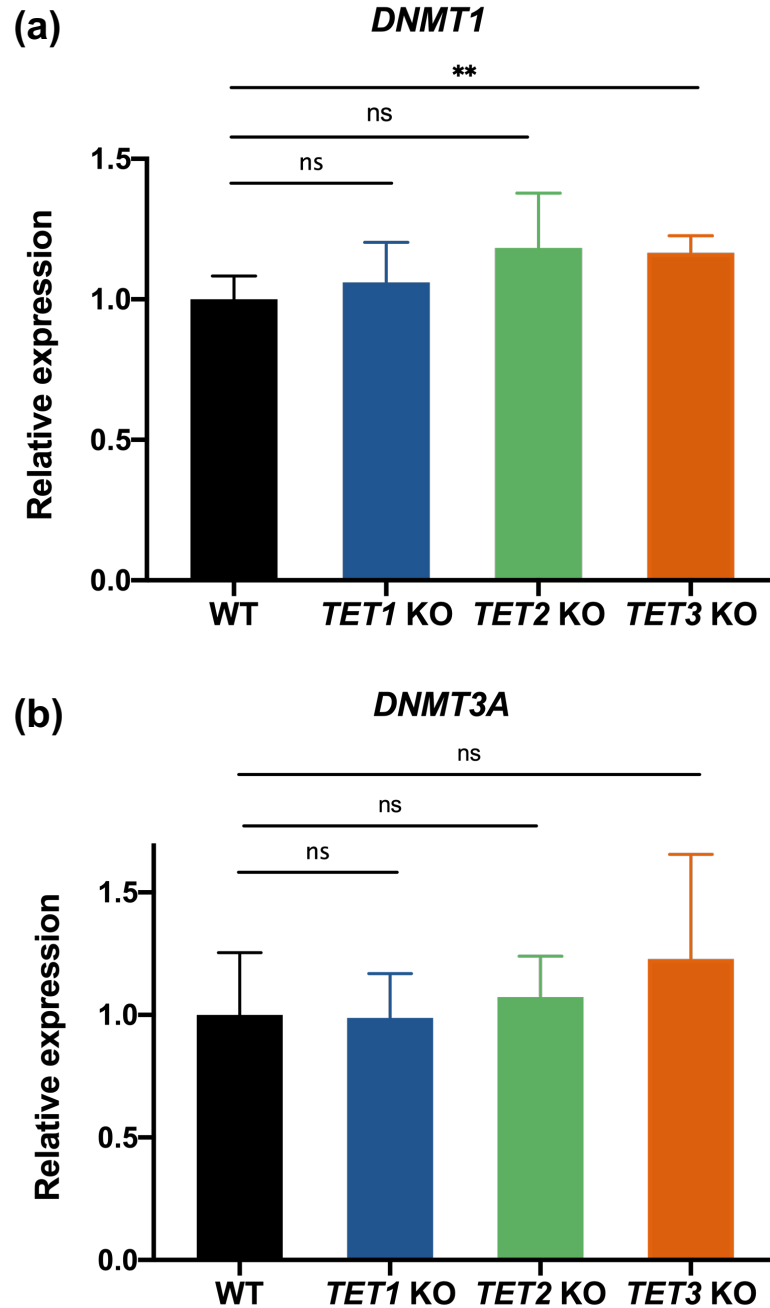 (a)
DNMT1
**
ns
ns
Relative expression
1.5
1.0
0.5
0.0
WT TET1 KO TET2 KO TET3 KO
(b)
DNMT3A
ns
ns
ns
Relative expression
1.5
1.0
0.5
0.0
WT TET1 KO TET2 KO TET3 KO